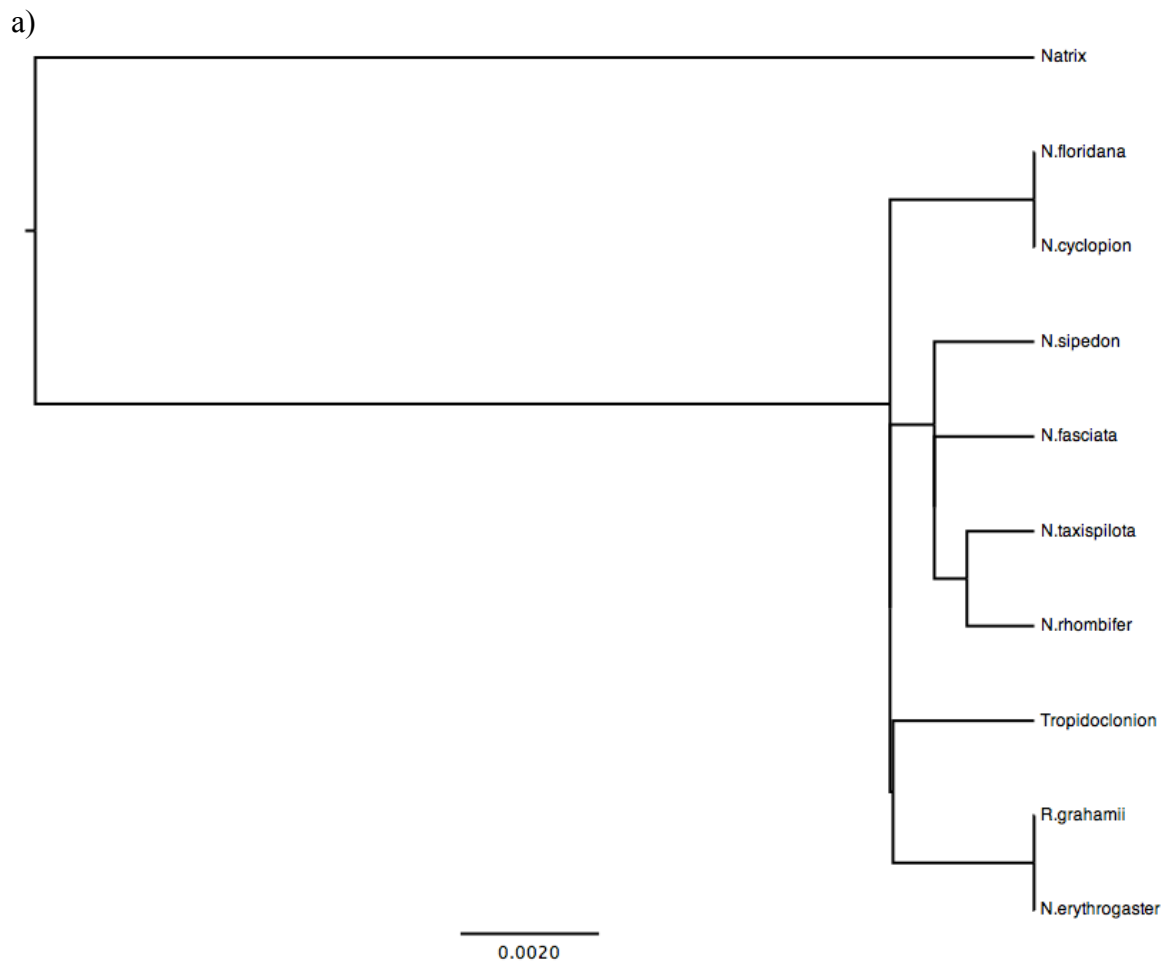 a)
Natrix
N.floridana
N.cyclopion
N.sipedon
N.fasciata
N.taxispilota
N.rhombifer
Tropidoclonion
R.grahamii
N.erythrogaster
0.0020